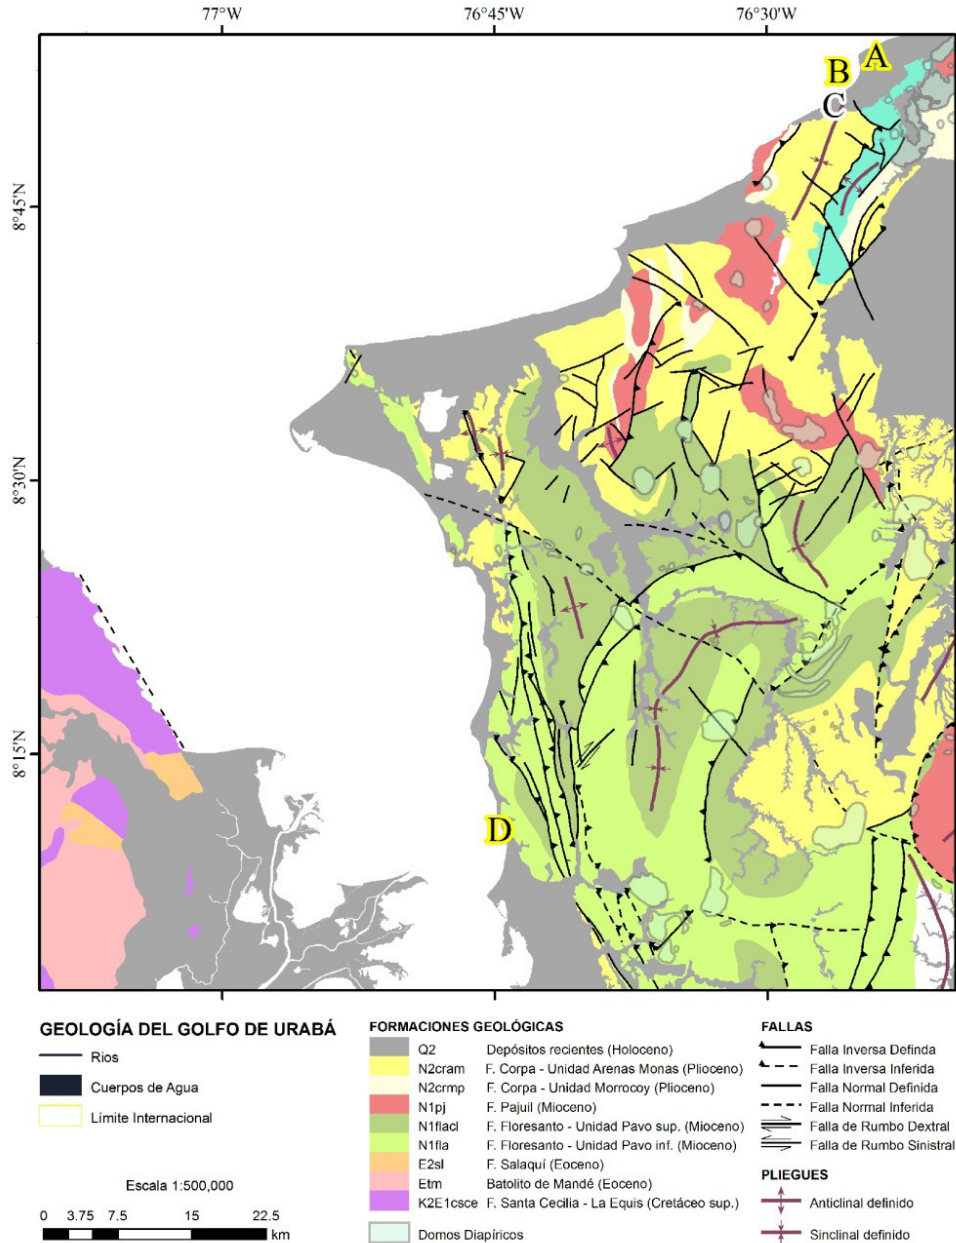 77°W 76°45'W 76°30'W
A
B
C
8°45'N
8°30'N
8°15'N
D
GEOLOGÍA DEL GOLFO DE URABÁ
Rios
Cuerpos de Agua
Límite Internacional
Escala 1:500,000
0 3.75 7.5 15 22.5
km
FORMACIONES GEOLÓGICAS
Q2 Depósitos recientes (Holoceno)
N2cram F. Corpa - Unidad Arenas Monas (Plioceno)
N2crmp F. Corpa - Unidad Morrocoy (Plioceno)
N1pj F. Pajuil (Mioceno)
N1flacl F. Floresanto - Unidad Pavo sup. (Mioceno)
N1fla F. Floresanto - Unidad Pavo inf. (Mioceno)
E2sl F. Salaquí (Eoceno)
Etm Batolito de Mandé (Eoceno)
K2E1csce F. Santa Cecilia - La Equis (Cretáceo sup.)
Domos Diapíricos
FALLAS
Falla Inversa Definda
Falla Inversa Inferida
Falla Normal Definida
Falla Normal Inferida
Falla de Rumbo Dextral
Falla de Rumbo Sinistral
PLIEGUES
Anticlinal definido
Sinclinal definido